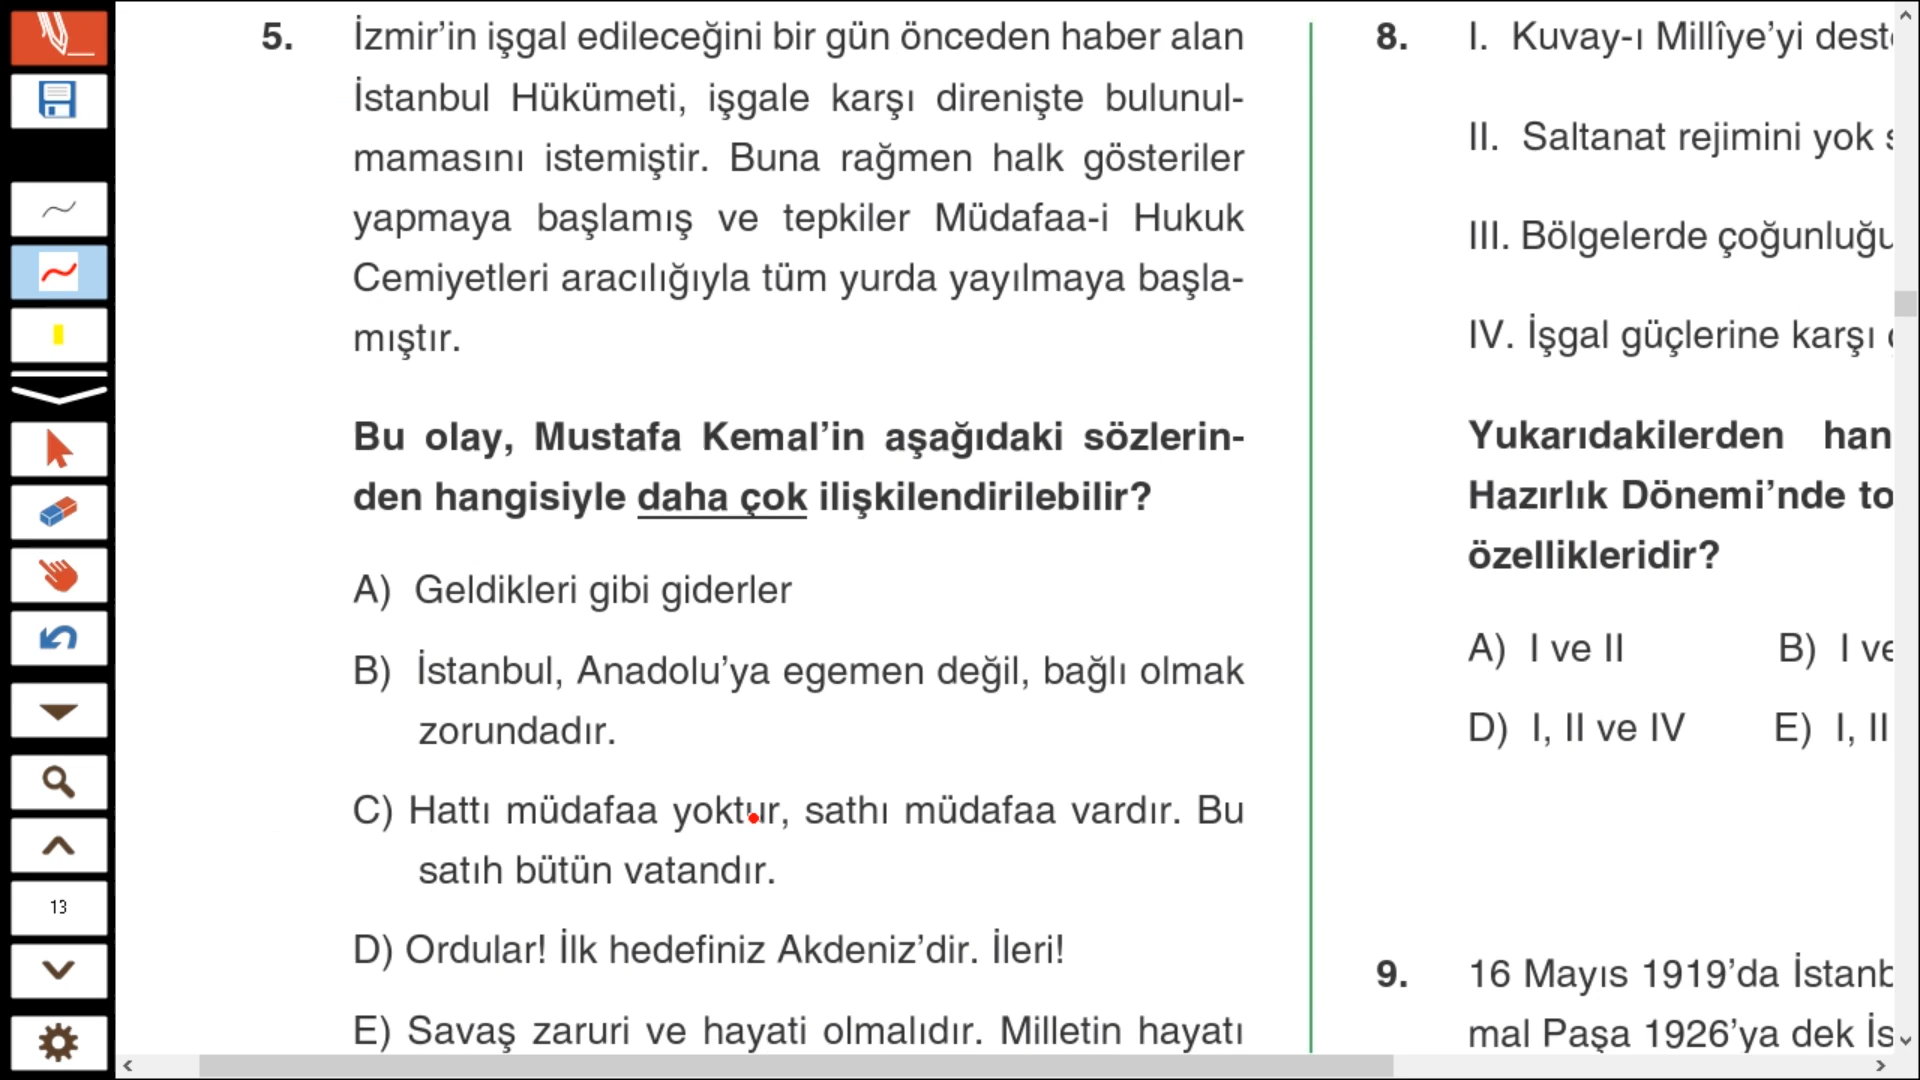 5. İzmir’in işgal edileceğini bir gün önceden haber alan
İstanbul Hükümeti, işgale karşı direnişte bulunul-
mamasını istemiştir. Buna rağmen halk gösteriler
yapmaya başlamış ve tepkiler Müdafaa-i Hukuk
Cemiyetleri aracılığıyla tüm yurda yayılmaya başla-
mıştır.
Bu olay, Mustafa Kemal’in aşağıdaki sözlerin-
den hangisiyle daha çok ilişkilendirilebilir?
A) Geldikleri gibi giderler
B) İstanbul, Anadolu’ya egemen değil, bağlı olmak
zorundadır.
C) Hattı müdafaa yoktur, sathı müdafaa vardır. Bu
satıh bütün vatandır.
D) Ordular! İlk hedefiniz Akdeniz’dir. İleri!
E) Savaş zaruri ve hayati olmalıdır. Milletin hayatı
8. I. Kuvay-ı Millîye’yi
II. Saltanat rejimini yok
III. Bölgelerde
IV. İşgal güçlerine karşı
Yukarıdakilerden
Hazırlık Dönemi’nde
özellikleridir?
A) I ve II B) I
D) I, II ve IV E) I, II
9. 16 Mayıs 1919’da
mal Paşa 1926’ya dek
13